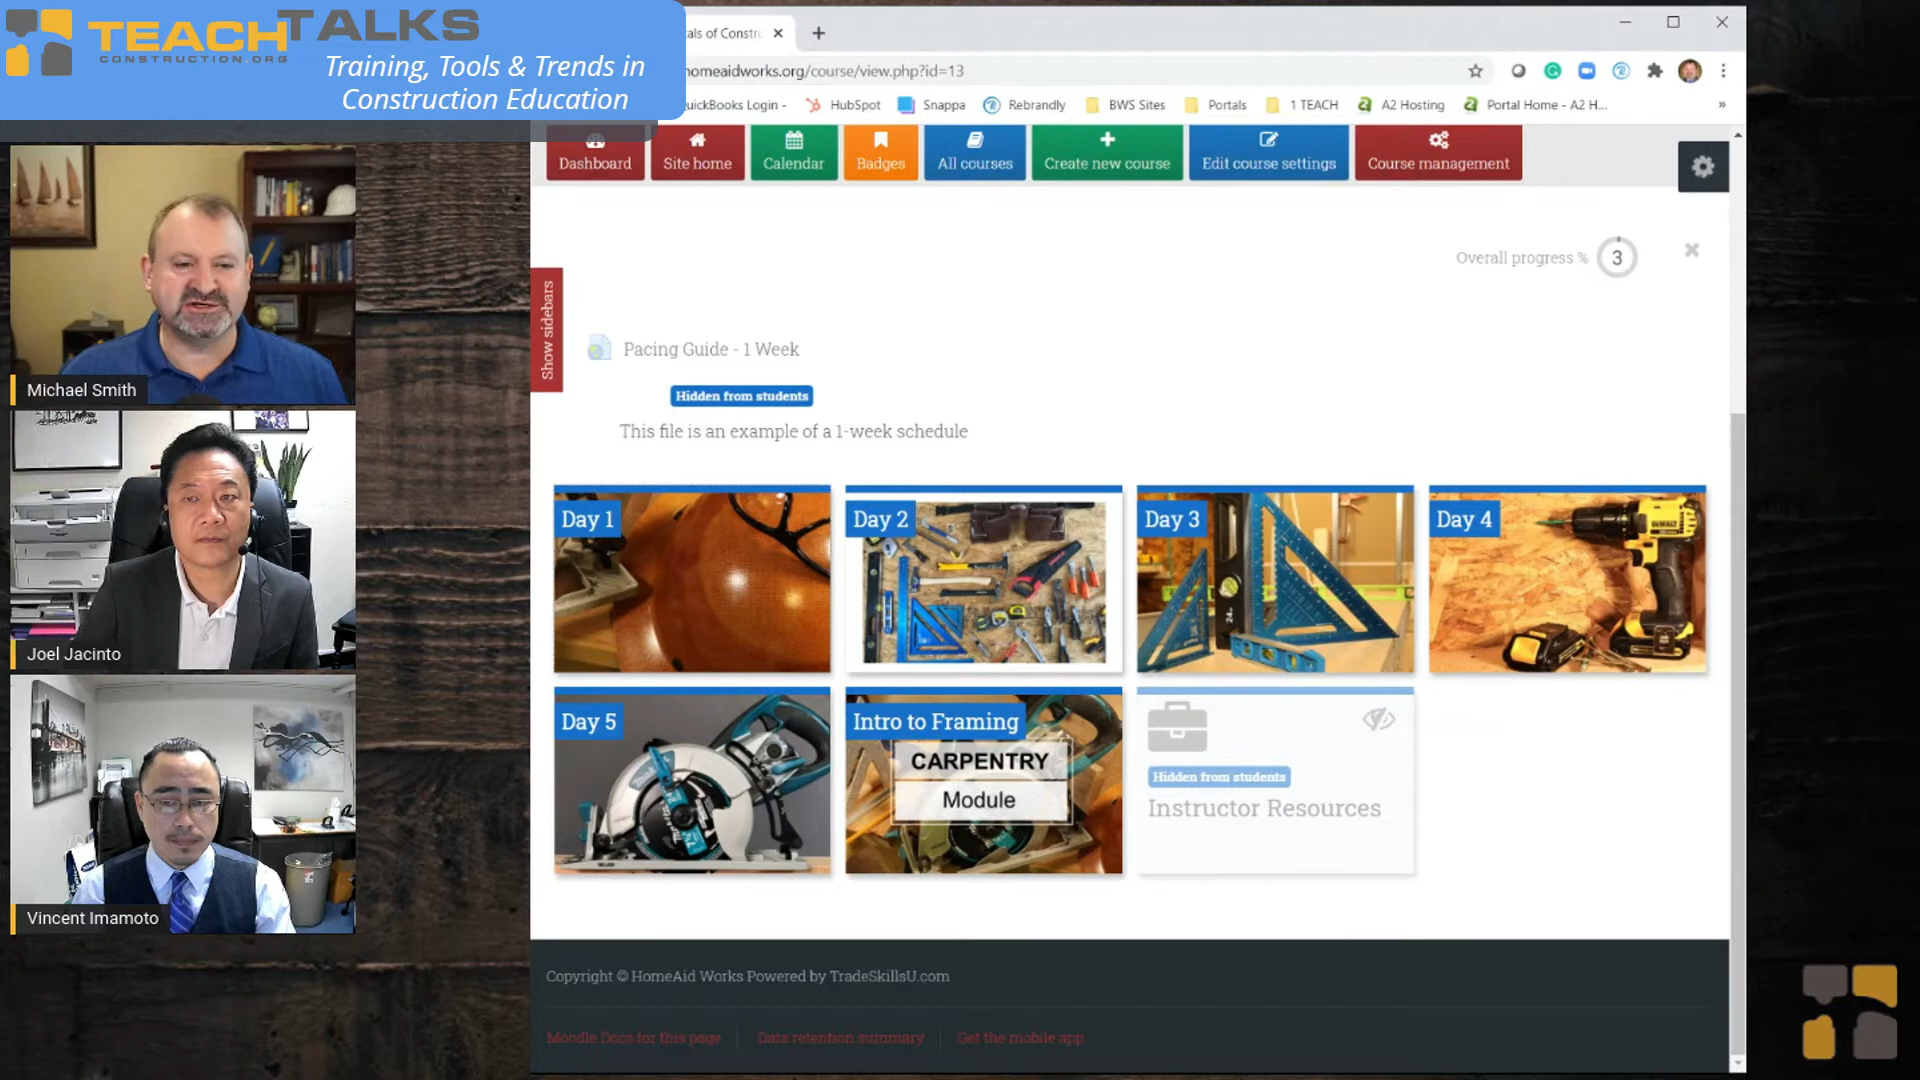 TEACH TALKS
CONSTRUCTION.ORG
Training, Tools & Trends in
Construction Education
Michael Smith
Joel Jacinto
Vincent Imamoto
als of Constr
homeaidworks.org/course/view.php?id=13
QuickBooks Login -
HubSpot
Snappa
Rebrandly
BWS Sites
Portals
1 TEACH
A2 Hosting
Portal Home - A2 H...
Dashboard
Site home
Calendar
Badges
All courses
Create new course
Edit course settings
Course management
Overall progress %
3
Show sidebars
Pacing Guide - 1 Week
Hidden from students
This file is an example of a 1-week schedule
Day 1
Day 2
Day 3
Day 4
DEWALT
Day 5
Intro to Framing
CARPENTRY
Module
Hidden from students
Instructor Resources
Copyright © HomeAid Works Powered by TradeSkillsU.com
Moodle Docs for this page
Data retention summary
Get the mobile app